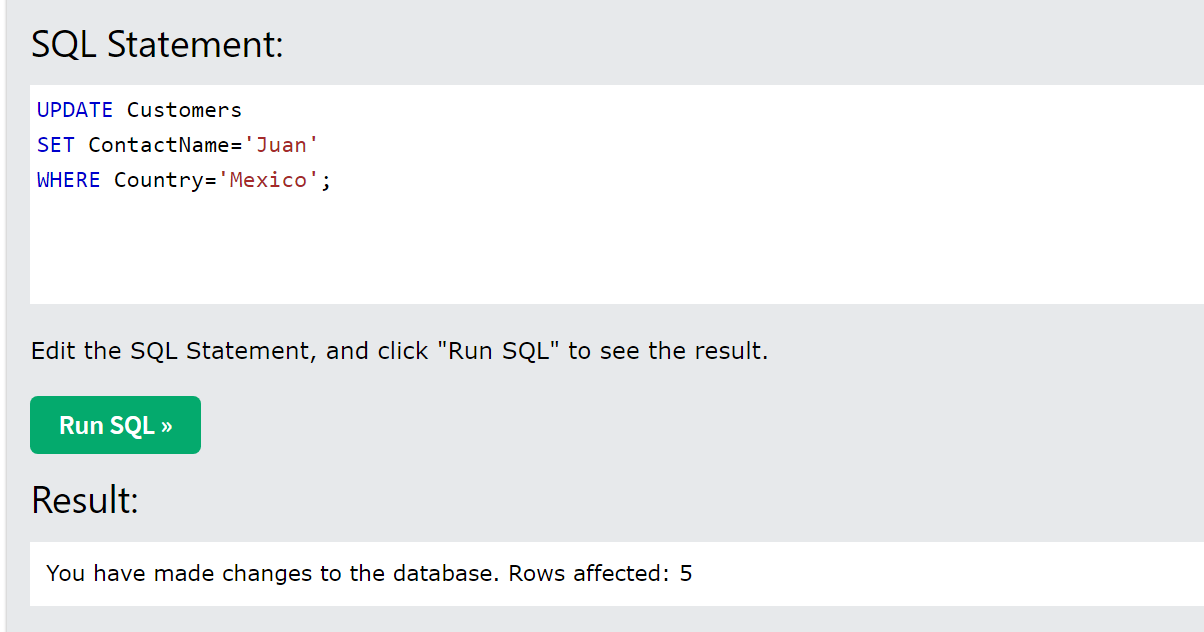 SQL Statement:
UPDATE Customers
SET ContactName='Juan'
WHERE Country='Mexico';
Edit the SQL Statement, and click "Run SQL" to see the result.
Run SQL »
Result:
You have made changes to the database. Rows affected: 5